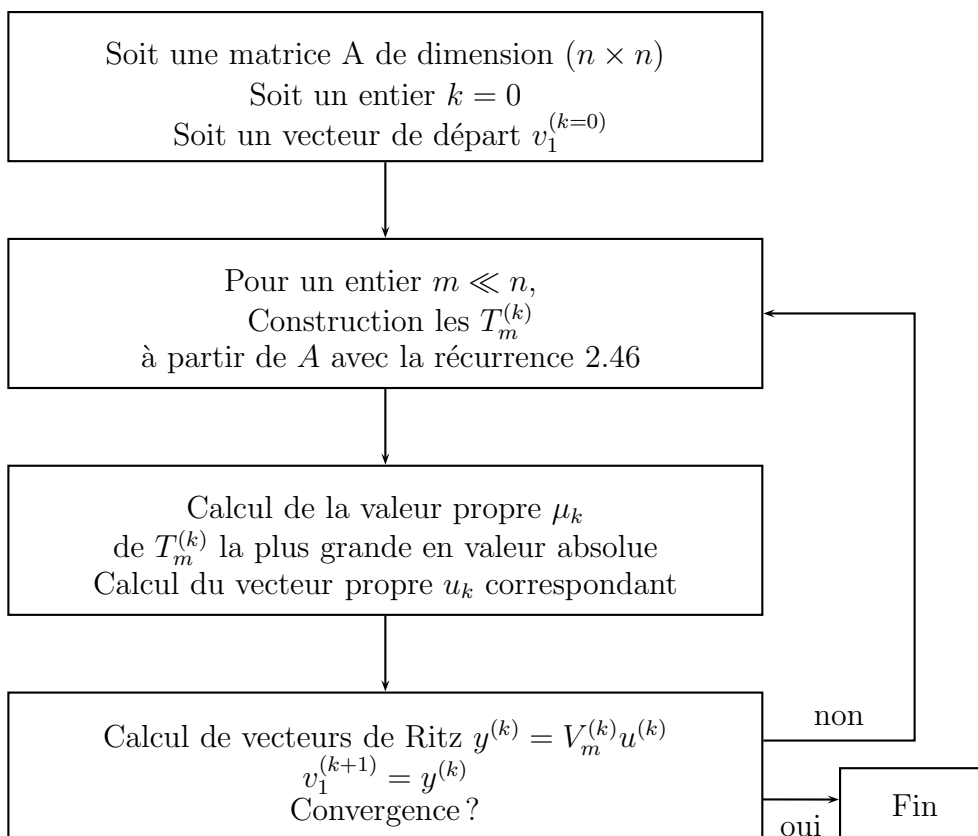 Soit une matrice A de dimension (n × n)
Soit un entier k = 0
Soit un vecteur de départ v_1^{(k=0)}
Pour un entier m ≪ n,
Construction les T_m^{(k)}
à partir de A avec la récurrence 2.46
Calcul de la valeur propre μ_k
de T_m^{(k)} la plus grande en valeur absolue
Calcul du vecteur propre u_k correspondant
Calcul de vecteurs de Ritz y^{(k)} = V_m^{(k)} u^{(k)}
v_1^{(k+1)} = y^{(k)}
Convergence ?
non
oui
Fin